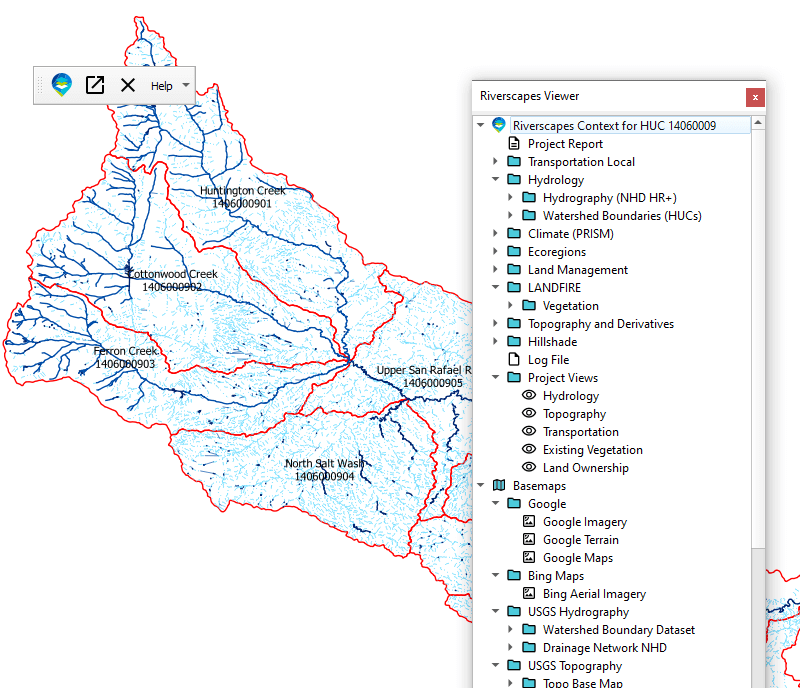 Help
Huntington Creek
1406000901
Cottonwood Creek
1406000902
Ferron Creek
1406000903
Upper San Rafael R
1406000905
North Salt Wash
1406000904
Riverscapes Viewer
x
Riverscapes Context for HUC 14060009
Project Report
Transportation Local
Hydrology
Hydrography (NHD HR+)
Watershed Boundaries (HUCs)
Climate (PRISM)
Ecoregions
Land Management
LANDFIRE
Vegetation
Topography and Derivatives
Hillshade
Log File
Project Views
Hydrology
Topography
Transportation
Existing Vegetation
Land Ownership
Basemaps
Google
Google Imagery
Google Terrain
Google Maps
Bing Maps
Bing Aerial Imagery
USGS Hydrography
Watershed Boundary Dataset
Drainage Network NHD
USGS Topography
Topo Base Map